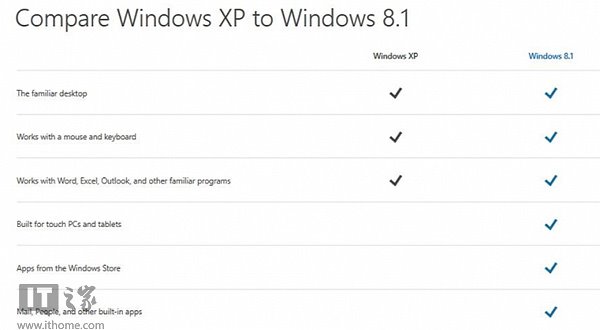 Compare Windows XP to Windows 8.1
Windows XP Windows 8.1
The familiar desktop
Works with a mouse and keyboard
Works with Word, Excel, Outlook, and other familiar programs
Built for touch PCs and tablets
Apps from the Windows Store
IT之家
Mail, People, and other built-in apps
www.ithome.com